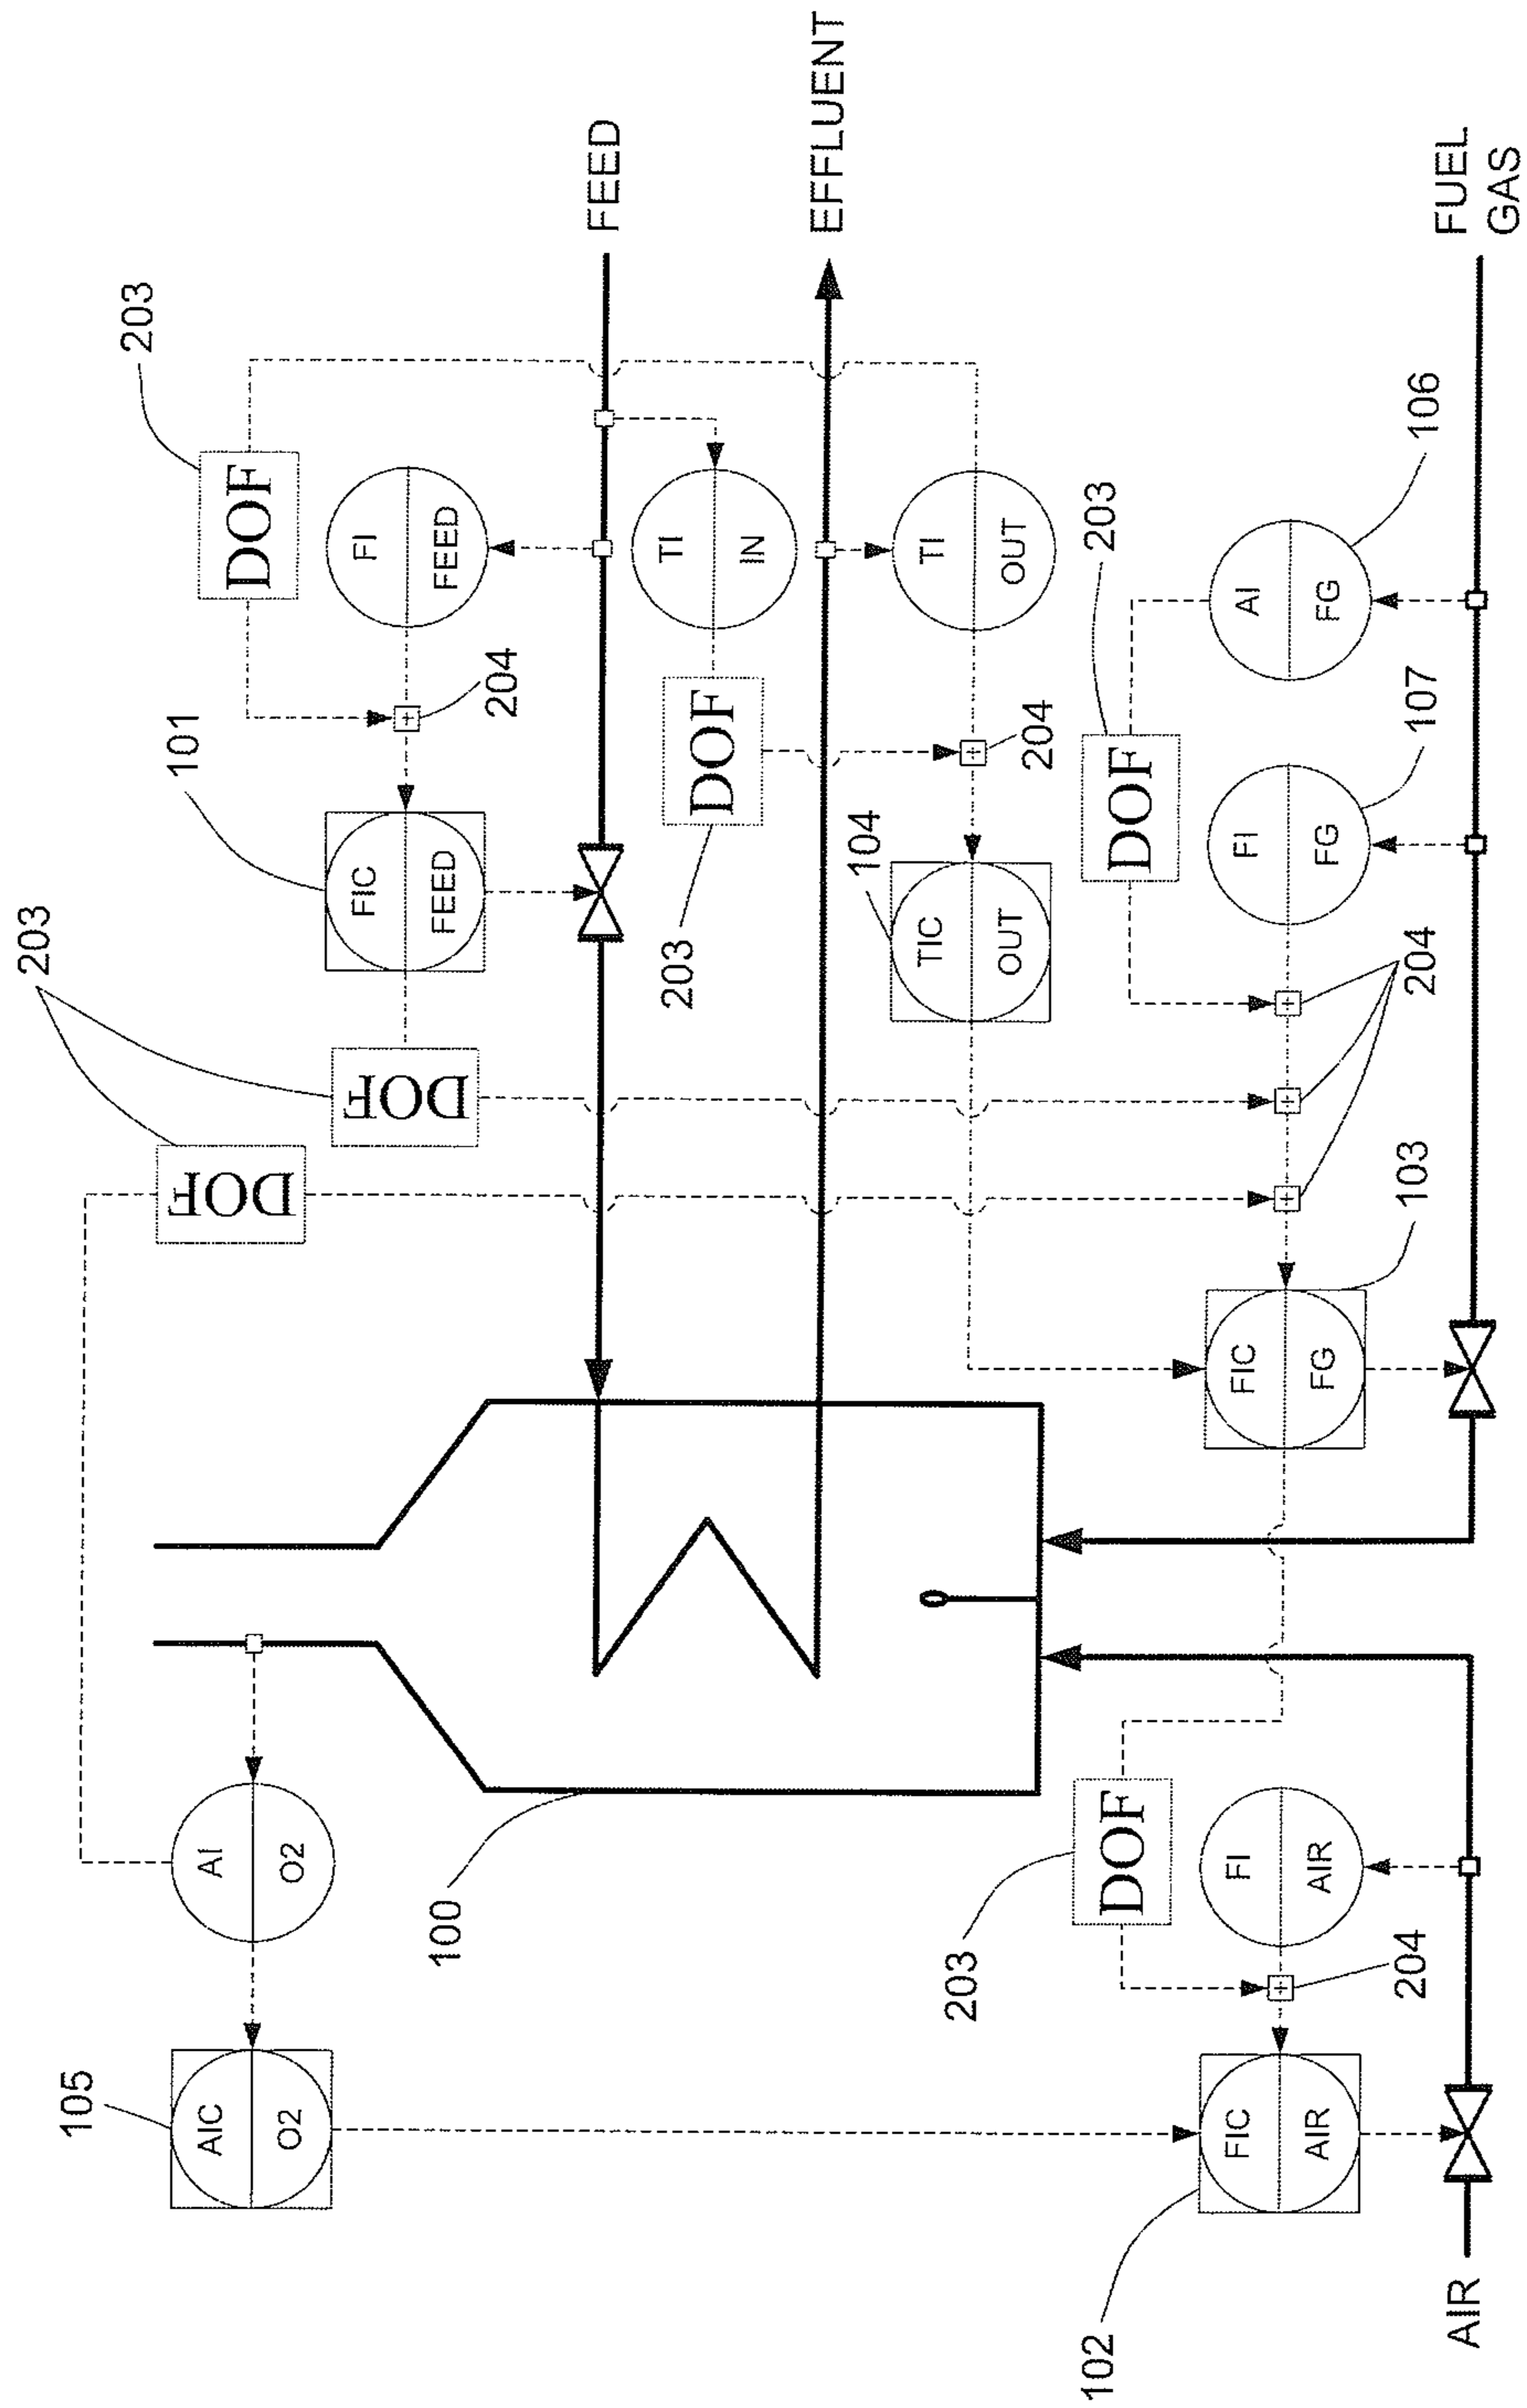 105
AIC
O2
AI
O2
203
DOF
DOF
101
FIC
FEED
204
203
DOF
FI
FEED
FEED
100
TI
IN
DOF
203
EFFLUENT
TI
OUT
204
104
TIC
OUT
102
FIC
AIR
204
203
DOF
FI
AIR
AIR
FIC
FG
103
204
203
DOF
FI
FG
107
AI
FG
106
FUEL
GAS